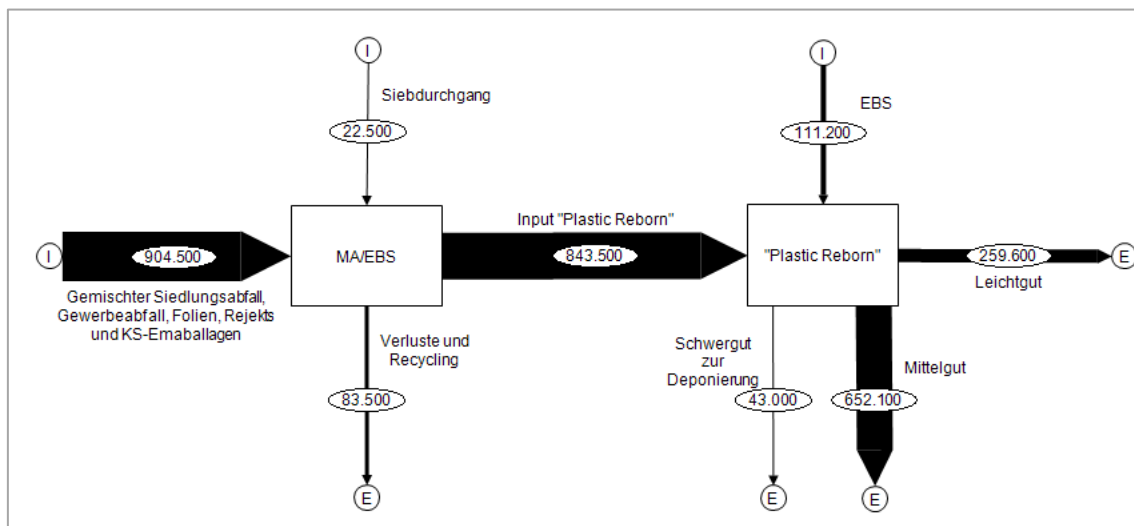 I
Siebdurchgang
22.500
I
EBS
111.200
I
904.500
Gemischter Siedlungsabfall,
Gewerbeabfall, Folien, Rejekts
und KS-Emaballagen
MA/EBS
Input "Plastic Reborn"
843.500
"Plastic Reborn"
259.600
Leichtgut
E
Verluste und
Recycling
83.500
E
Schwergut
zur
Deponierung
43.000
E
Mittelgut
652.100
E